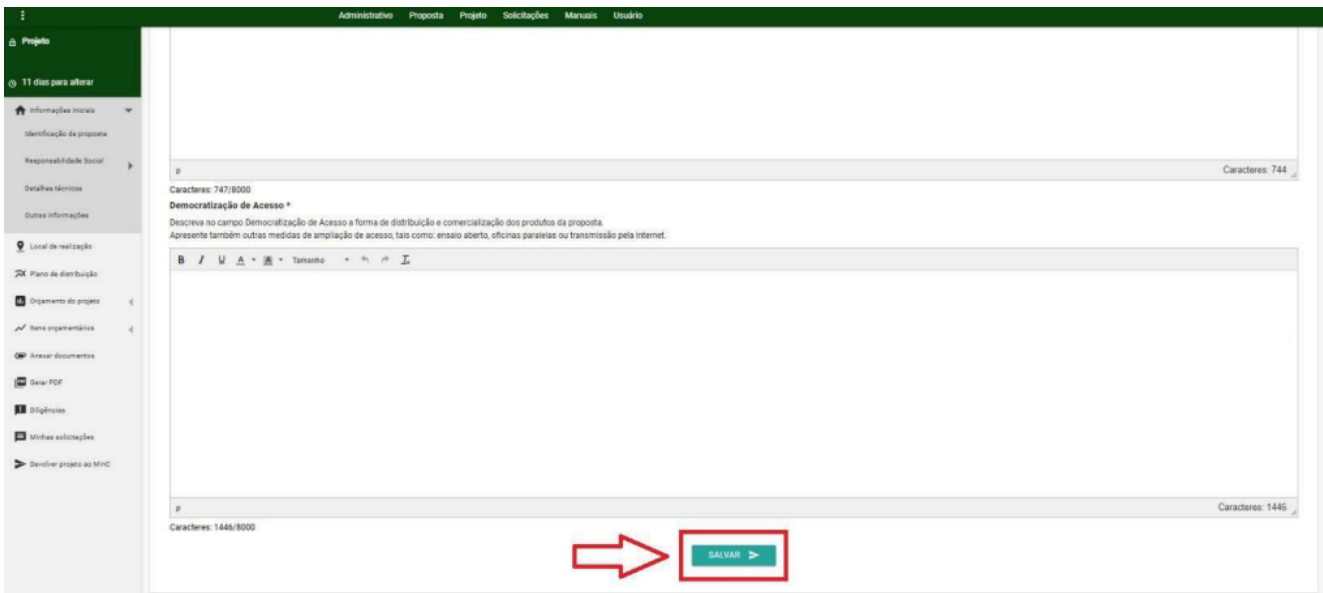 Administrativo Proposta Projeto Solicitações Manuais Usuário
Projeto
11 dias para alterar
Informações iniciais
Identificação da proposta
Responsabilidade Social
Detalhes técnicos
Outras informações
Local de realização
Plano de distribuição
Orçamento do projeto
Itens orçamentários
Anexar documentos
Gerar PDF
Diligências
Minhas solicitações
Devolver projeto ao MinC
p Caracteres: 744
Caracteres: 747/8000
Democratização de Acesso *
Descreva no campo Democratização de Acesso a forma de distribuição e comercialização dos produtos da proposta.
Apresente também outras medidas de ampliação de acesso, tais como: ensaio aberto, oficinas paralelas ou transmissão pela internet.
B I U A A Tamanho
p Caracteres: 1446
Caracteres: 1446/8000
SALVAR